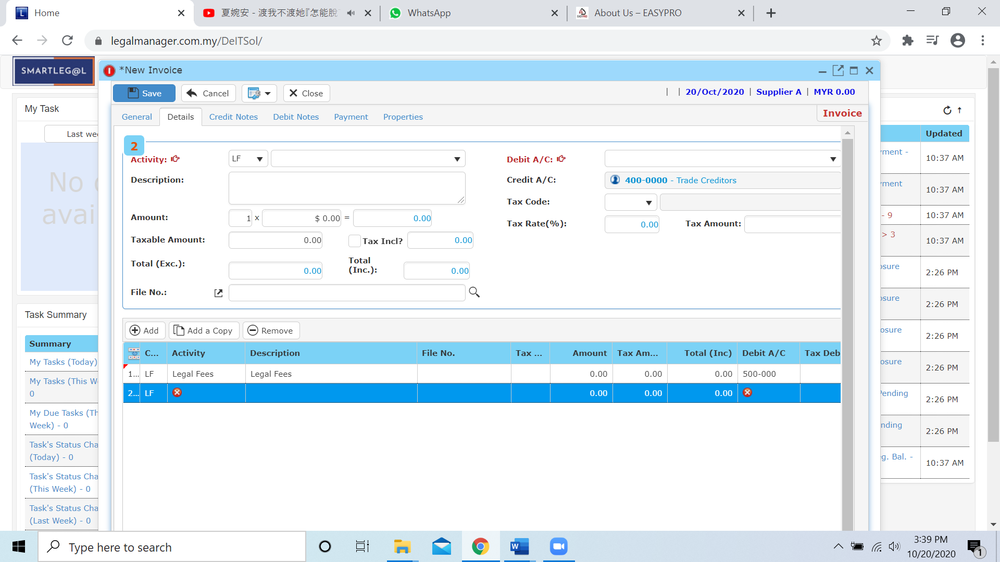 Home
夏婉安 - 渡我不渡她『怎能脫
WhatsApp
About Us – EASYPRO
legalmanager.com.my/DelTSol/
SMARTLEG@L
*New Invoice
Save
Cancel
Close
| | 20/Oct/2020 | Supplier A | MYR 0.00
My Task
General
Details
Credit Notes
Debit Notes
Payment
Properties
Invoice
Last wee
No
avai
2
Activity:
LF
Debit A/C:
Description:
Credit A/C:
400-0000 - Trade Creditors
Tax Code:
Amount:
1 x $ 0.00 = 0.00
Tax Rate(%):
0.00
Tax Amount:
Taxable Amount:
0.00
Tax Incl?
0.00
Total (Exc.):
0.00
Total
(Inc.):
0.00
File No.:
Add
Add a Copy
Remove
C... Activity Description File No. Tax ... Amount Tax Am... Total (Inc) Debit A/C Tax Deb
1... LF Legal Fees Legal Fees 0.00 0.00 0.00 500-000
2... LF 0.00 0.00 0.00
Task Summary
Summary
My Tasks (Today)
My Tasks (This W
0
My Due Tasks (Th
Week) - 0
Task's Status Cha
(Today) - 0
Task's Status Cha
(This Week) - 0
Task's Status Cha
(Last Week) - 0
Updated
yment -
10:37 AM
yment
10:37 AM
- 9
10:37 AM
> 3
10:37 AM
osure
2:26 PM
osure
2:26 PM
osure
2:26 PM
osure
2:26 PM
Pending
2:26 PM
nding
2:26 PM
eg. Bal. -
10:37 AM
Type here to search
3:39 PM
10/20/2020
1